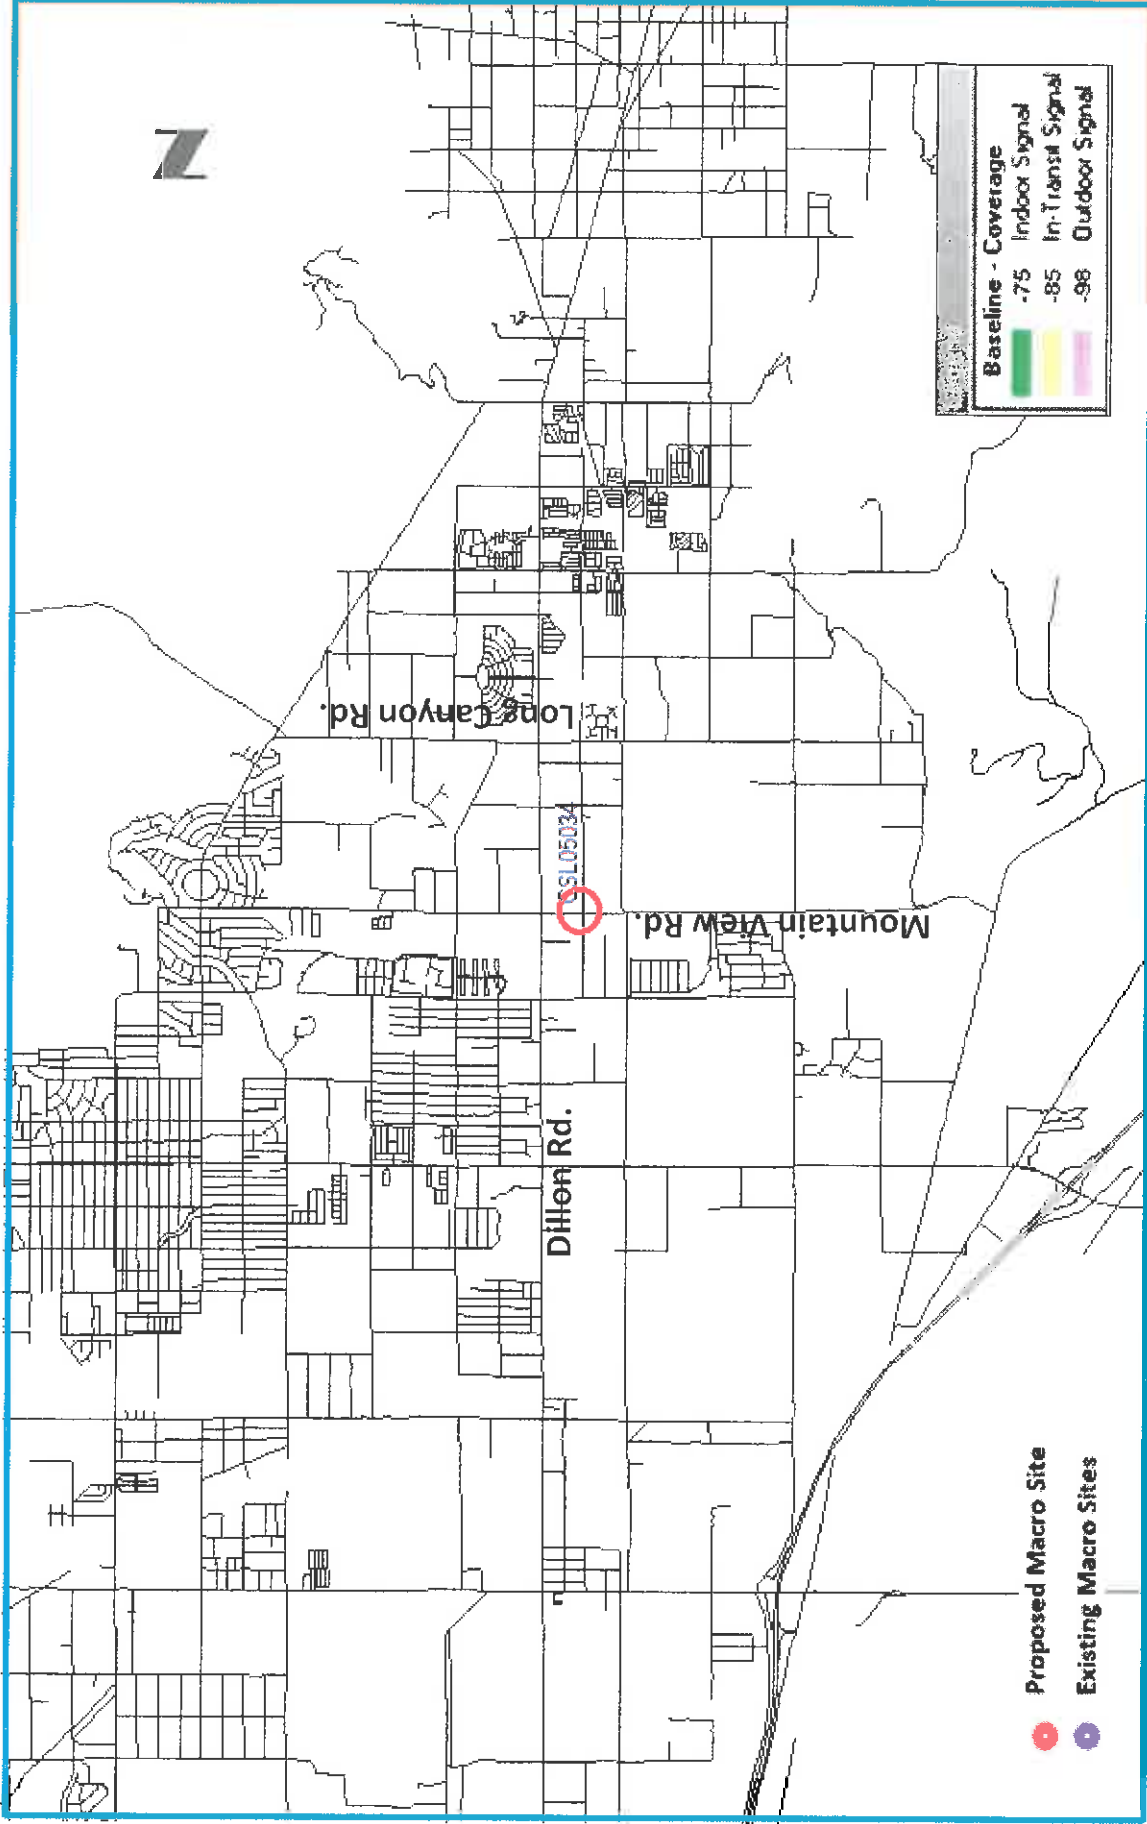 Long Canyon Rd.
CSL05034
Mountain View Rd.
Dillon Rd.
Baseline - Coverage
-75 Indoor Signal
-85 In-Transit Signal
-98 Outdoor Signal
Proposed Macro Site
Existing Macro Sites